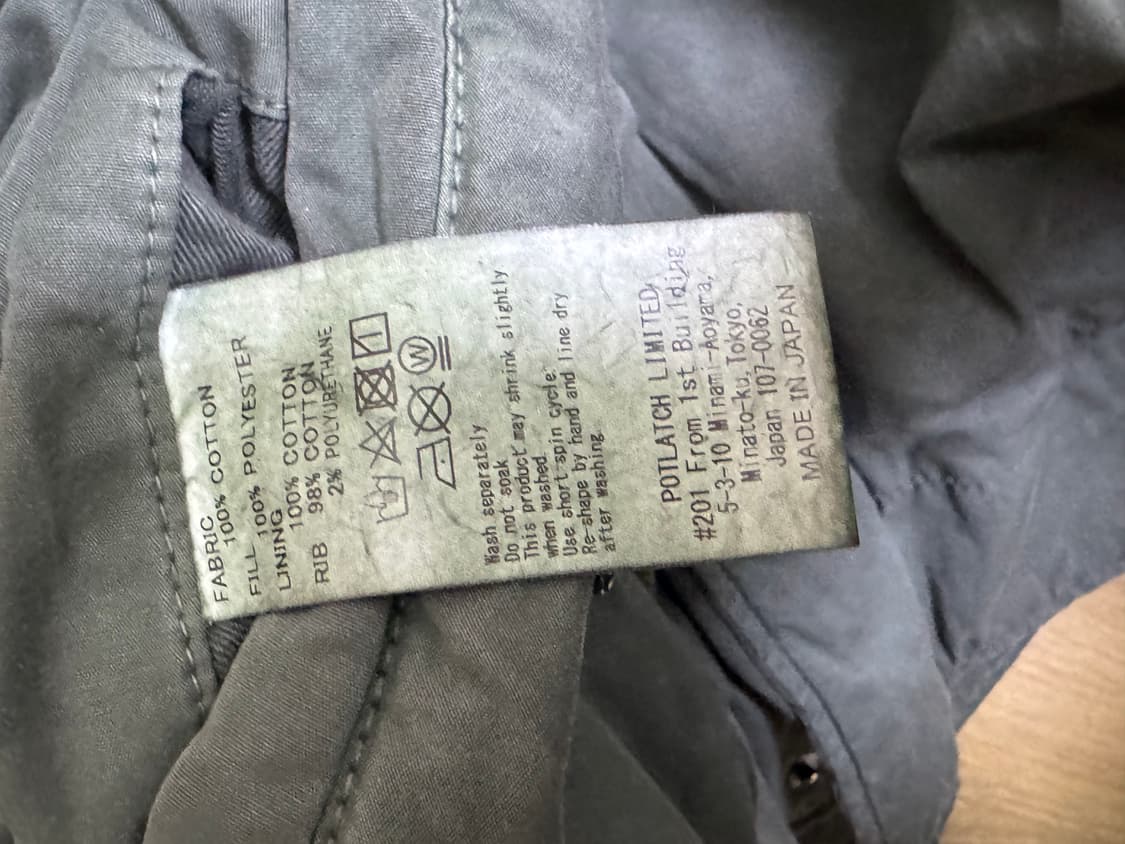 FABRIC
100% COTTON
FILL 100% POLYESTER
LINING
100% COTTON
RIB 98% COTTON
2% POLYURETHANE
W
Wash separately
Do not soak
This product may shrink slightly
when washed.
Use short spin cycle.
Re-shape by hand and line dry
after washing.
POTLATCH LIMITED
#201 From 1st Building
5-3-10 Minami-Aoyama,
Minato-ku, Tokyo,
Japan 107-0062
MADE IN JAPAN